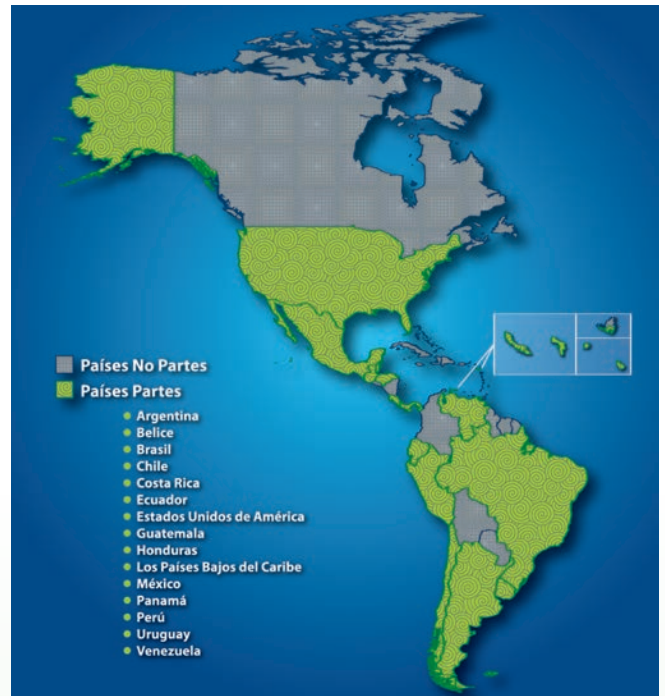 Países No Partes
Países Partes
Argentina
Belice
Brasil
Chile
Costa Rica
Ecuador
Estados Unidos de América
Guatemala
Honduras
Los Países Bajos del Caribe
México
Panamá
Perú
Uruguay
Venezuela